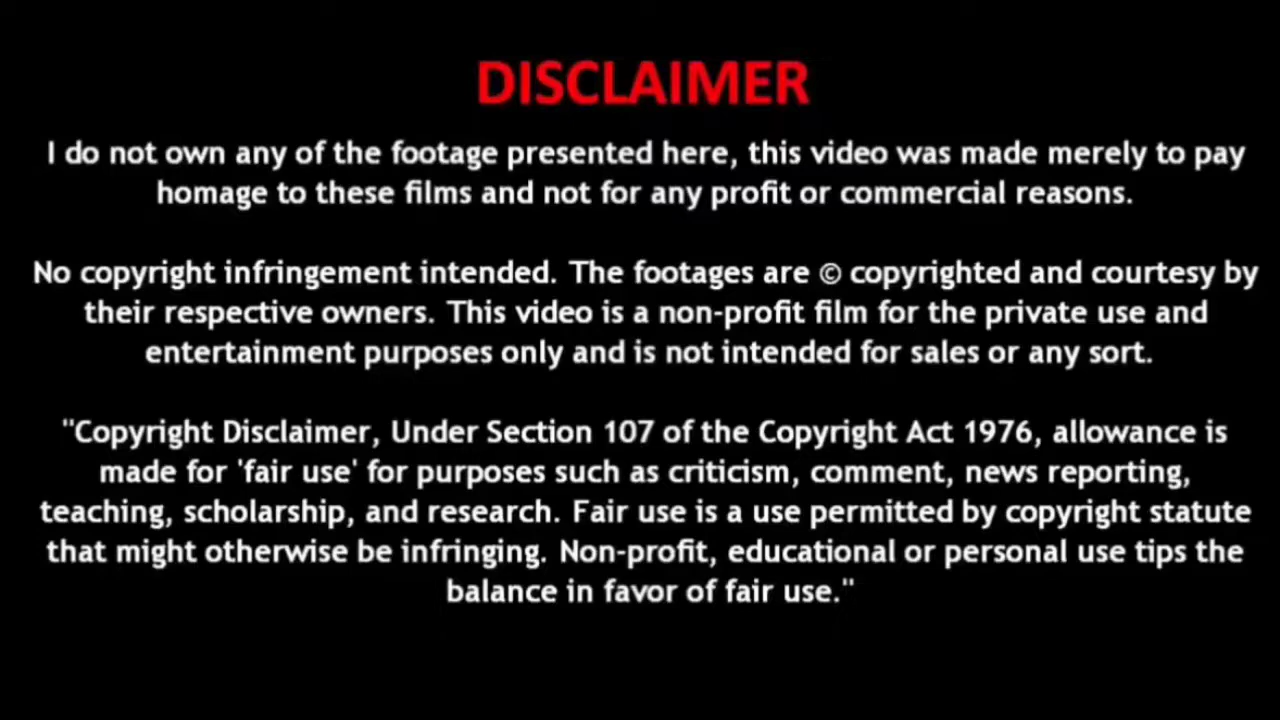 DISCLAIMER
I do not own any of the footage presented here, this video was made merely to pay
homage to these films and not for any profit or commercial reasons.
No copyright infringement intended. The footages are © copyrighted and courtesy by
their respective owners. This video is a non-profit film for the private use and
entertainment purposes only and is not intended for sales or any sort.
"Copyright Disclaimer, Under Section 107 of the Copyright Act 1976, allowance is
made for 'fair use' for purposes such as criticism, comment, news reporting,
teaching, scholarship, and research. Fair use is a use permitted by copyright statute
that might otherwise be infringing. Non-profit, educational or personal use tips the
balance in favor of fair use."